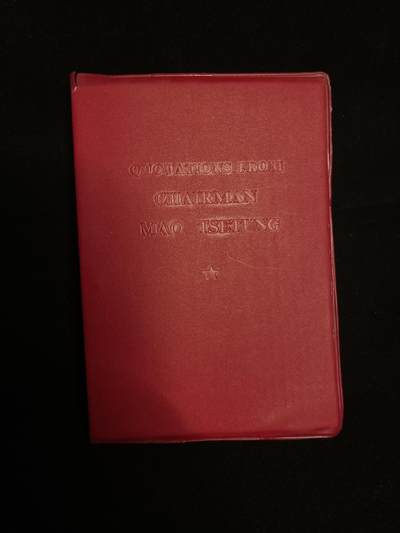 QUOTATIONS FROM
CHAIRMAN
MAO TSETUNG